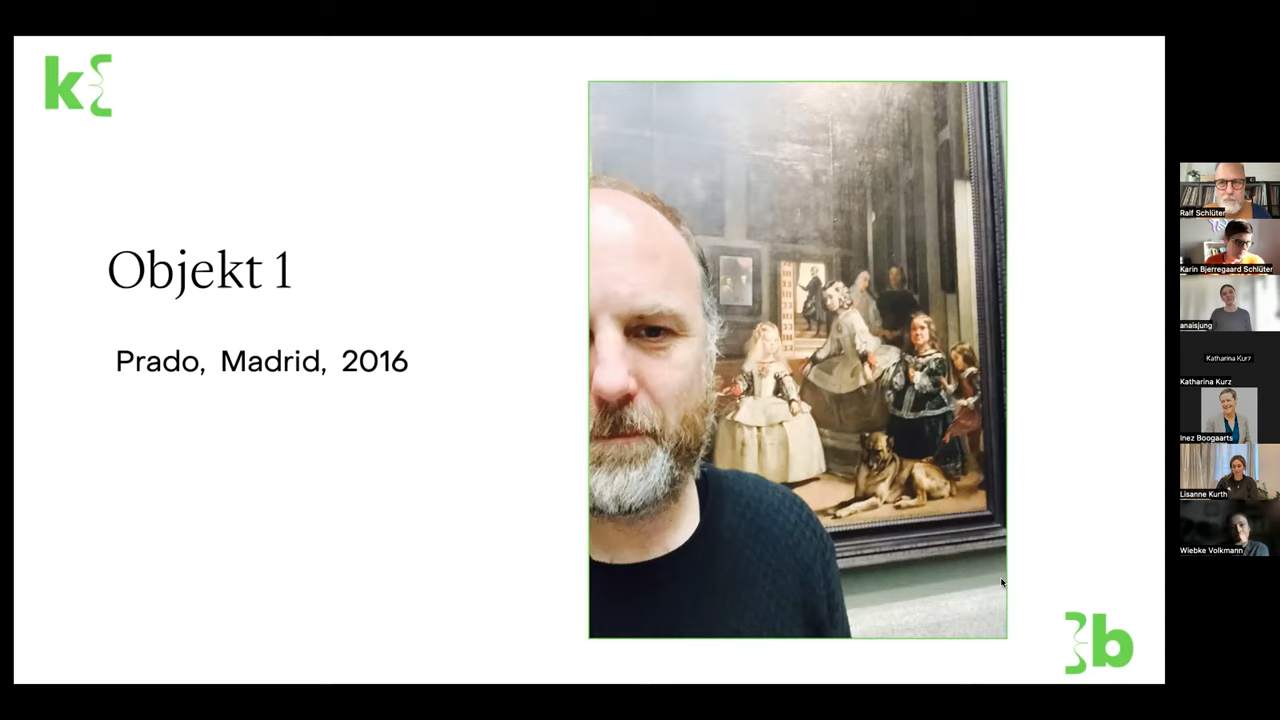 k
Objekt 1
Prado, Madrid, 2016
b
Ralf Schlüter
Karin Bjerregaard Schlüter
anaisjung
Katharina Kurz
Katharina Kurz
Inez Boogaarts
Lisanne Kurth
Wiebke Volkmann